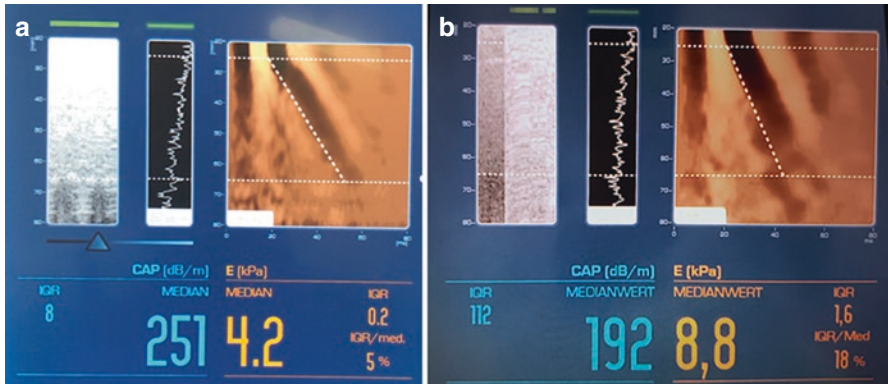 a
CAP (dB/m)
E (kPa)
IQR
MEDIAN
MEDIAN
IQR
8
251
4.2
0.2
IQR/med.
5 %
b
CAP (dB/m)
E (kPa)
IQR
MEDIANWERT
MEDIANWERT
IQR
112
192
8,8
1,6
IQR/Med
18 %